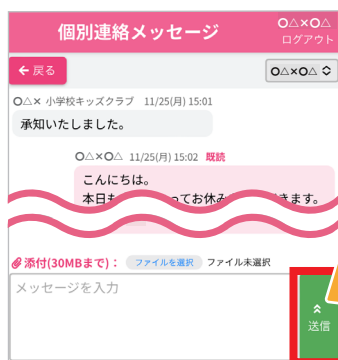 個別連絡メッセージ
○△×○△
ログアウト
戻る
○△×○△
○△× 小学校キッズクラブ 11/25(月) 15:01
承知いたしました。
○△×○△ 11/25(月) 15:02 既読
こんにちは。
本日も ってお休み きます。
添付(30MBまで)： ファイルを選択 ファイル未選択
メッセージを入力
送信